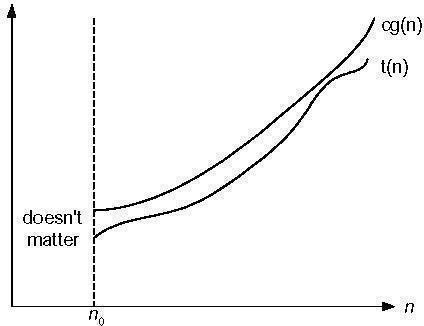 cg(n)
t(n)
doesn't
matter
n₀
n